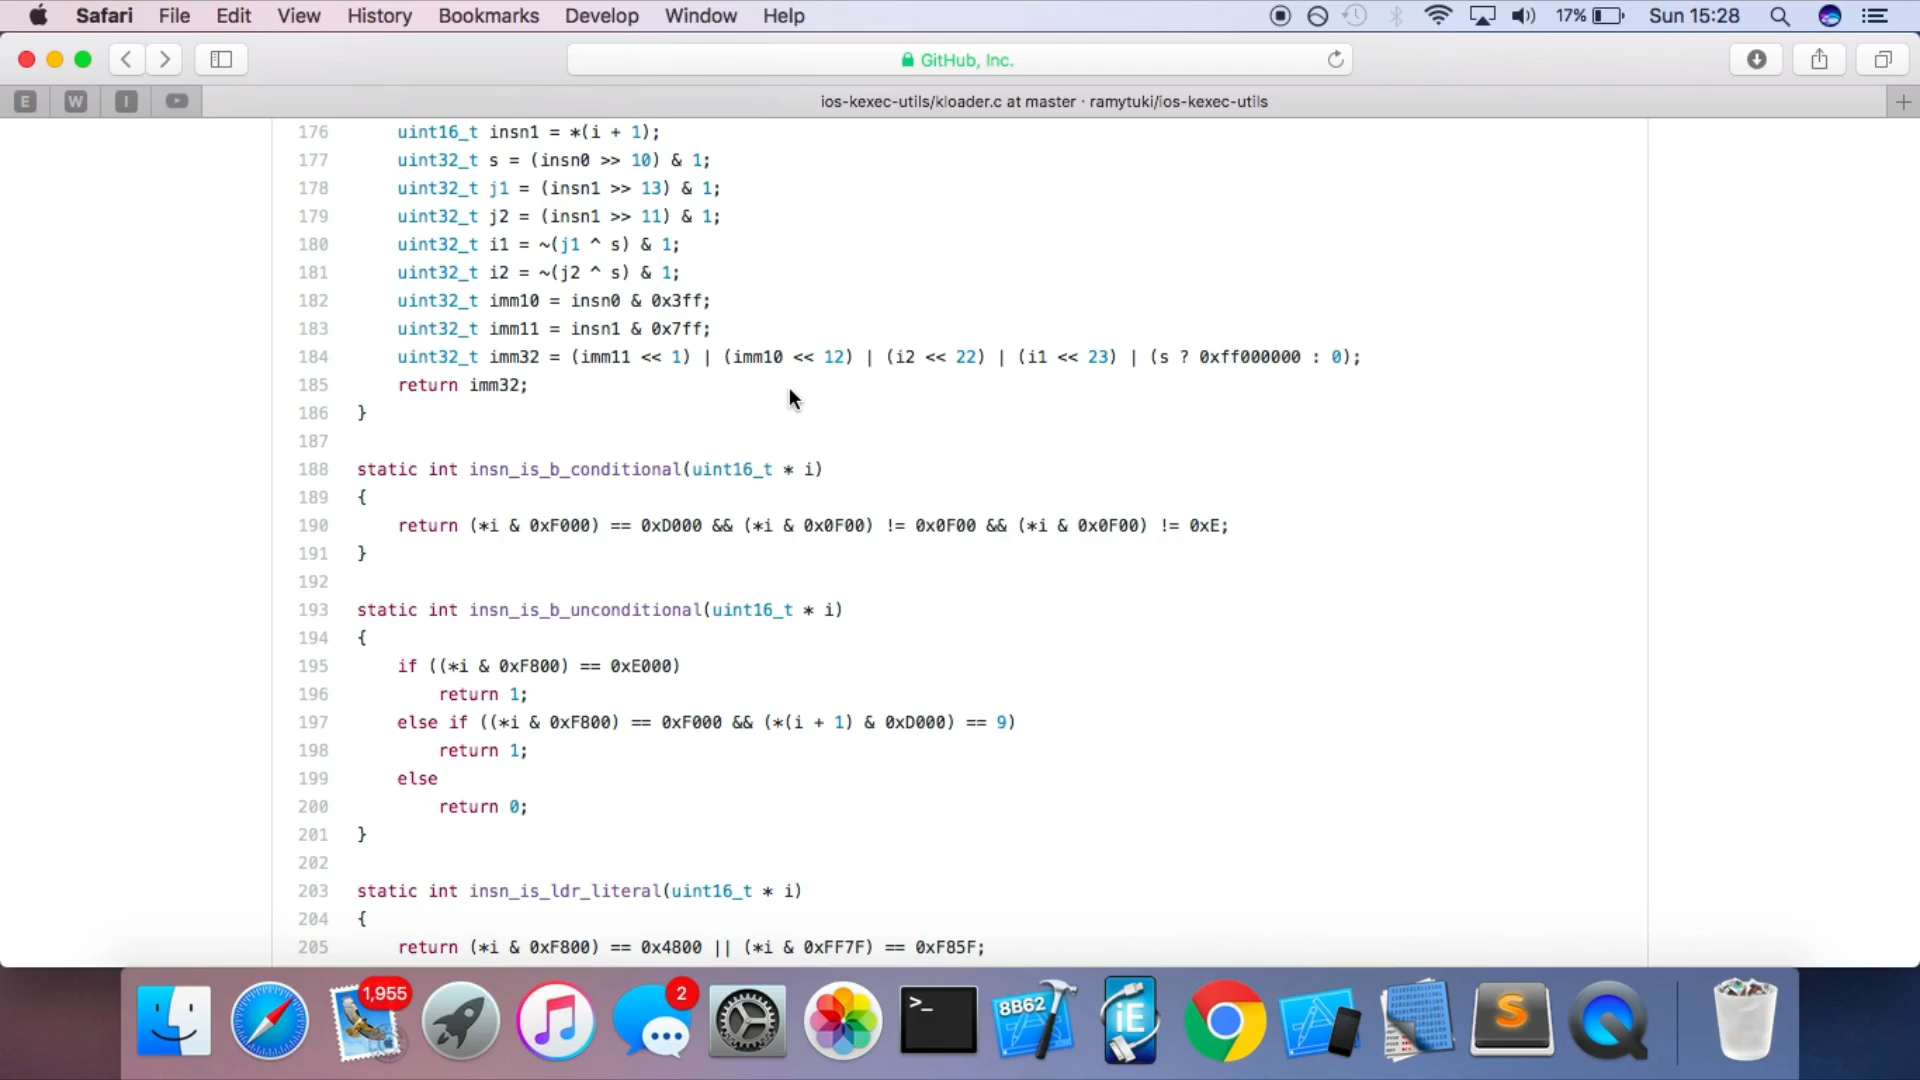 Safari File Edit View History Bookmarks Develop Window Help 17% Sun 15:28
GitHub, Inc.
E W I ios-kexec-utils/kloader.c at master · ramytuki/ios-kexec-utils
176 uint16_t insn1 = *(i + 1);
177 uint32_t s = (insn0 >> 10) & 1;
178 uint32_t j1 = (insn1 >> 13) & 1;
179 uint32_t j2 = (insn1 >> 11) & 1;
180 uint32_t i1 = ~(j1 ^ s) & 1;
181 uint32_t i2 = ~(j2 ^ s) & 1;
182 uint32_t imm10 = insn0 & 0x3ff;
183 uint32_t imm11 = insn1 & 0x7ff;
184 uint32_t imm32 = (imm11 << 1) | (imm10 << 12) | (i2 << 22) | (i1 << 23) | (s ? 0xff000000 : 0);
185 return imm32;
186 }
187
188 static int insn_is_b_conditional(uint16_t * i)
189 {
190 return (*i & 0xF000) == 0xD000 && (*i & 0x0F00) != 0x0F00 && (*i & 0x0F00) != 0xE;
191 }
192
193 static int insn_is_b_unconditional(uint16_t * i)
194 {
195 if ((*i & 0xF800) == 0xE000)
196 return 1;
197 else if ((*i & 0xF800) == 0xF000 && (*(i + 1) & 0xD000) == 9)
198 return 1;
199 else
200 return 0;
201 }
202
203 static int insn_is_ldr_literal(uint16_t * i)
204 {
205 return (*i & 0xF800) == 0x4800 || (*i & 0xFF7F) == 0xF85F;
1,955 2 >_ 8B62 iE S